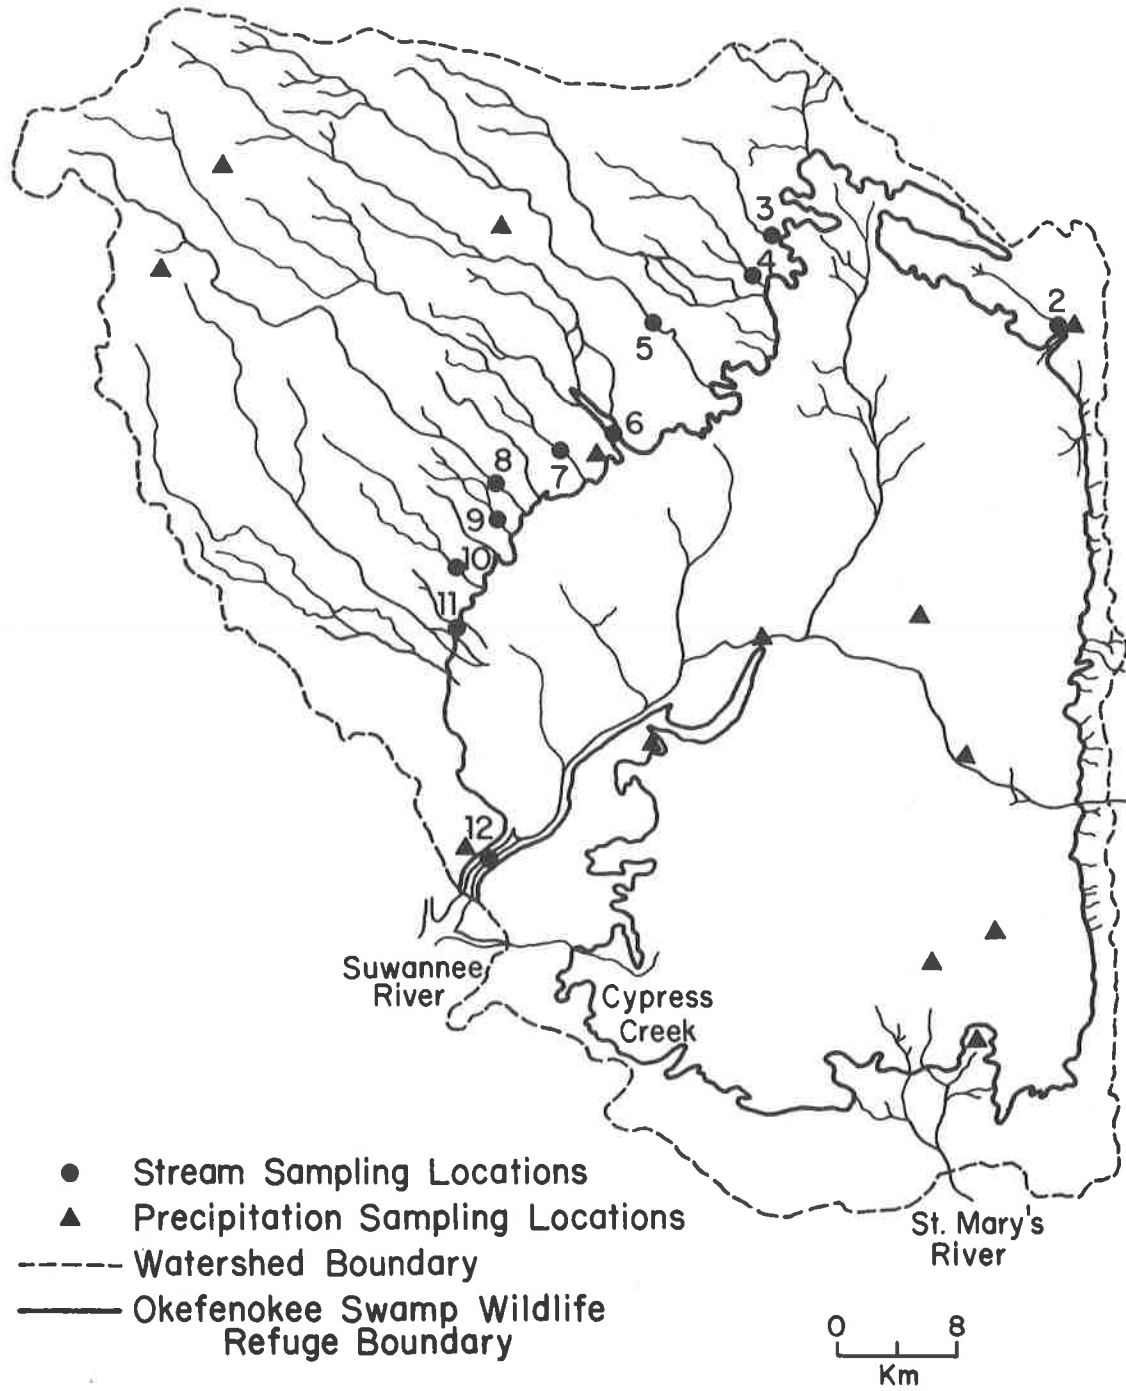 3
4
2
5
6
7
8
9
10
11
12
Suwannee
River
Cypress
Creek
Stream Sampling Locations
Precipitation Sampling Locations
Watershed Boundary
Okefenokee Swamp Wildlife
Refuge Boundary
St. Mary's
River
0 8
Km